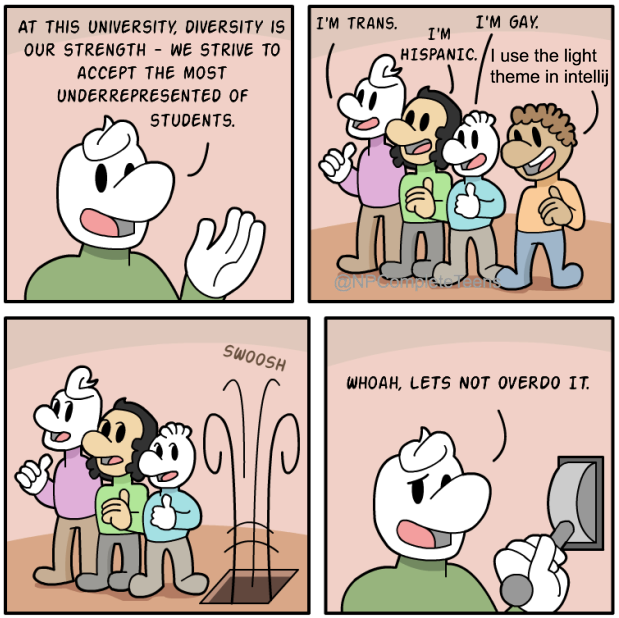 AT THIS UNIVERSITY, DIVERSITY IS
OUR STRENGTH - WE STRIVE TO
ACCEPT THE MOST
UNDERREPRESENTED OF
STUDENTS.
I'M TRANS.
I'M
HISPANIC.
I'M GAY.
I use the light
theme in intellij
@NPCompleteTeens
SWOOSH
WHOAH, LETS NOT OVERDO IT.